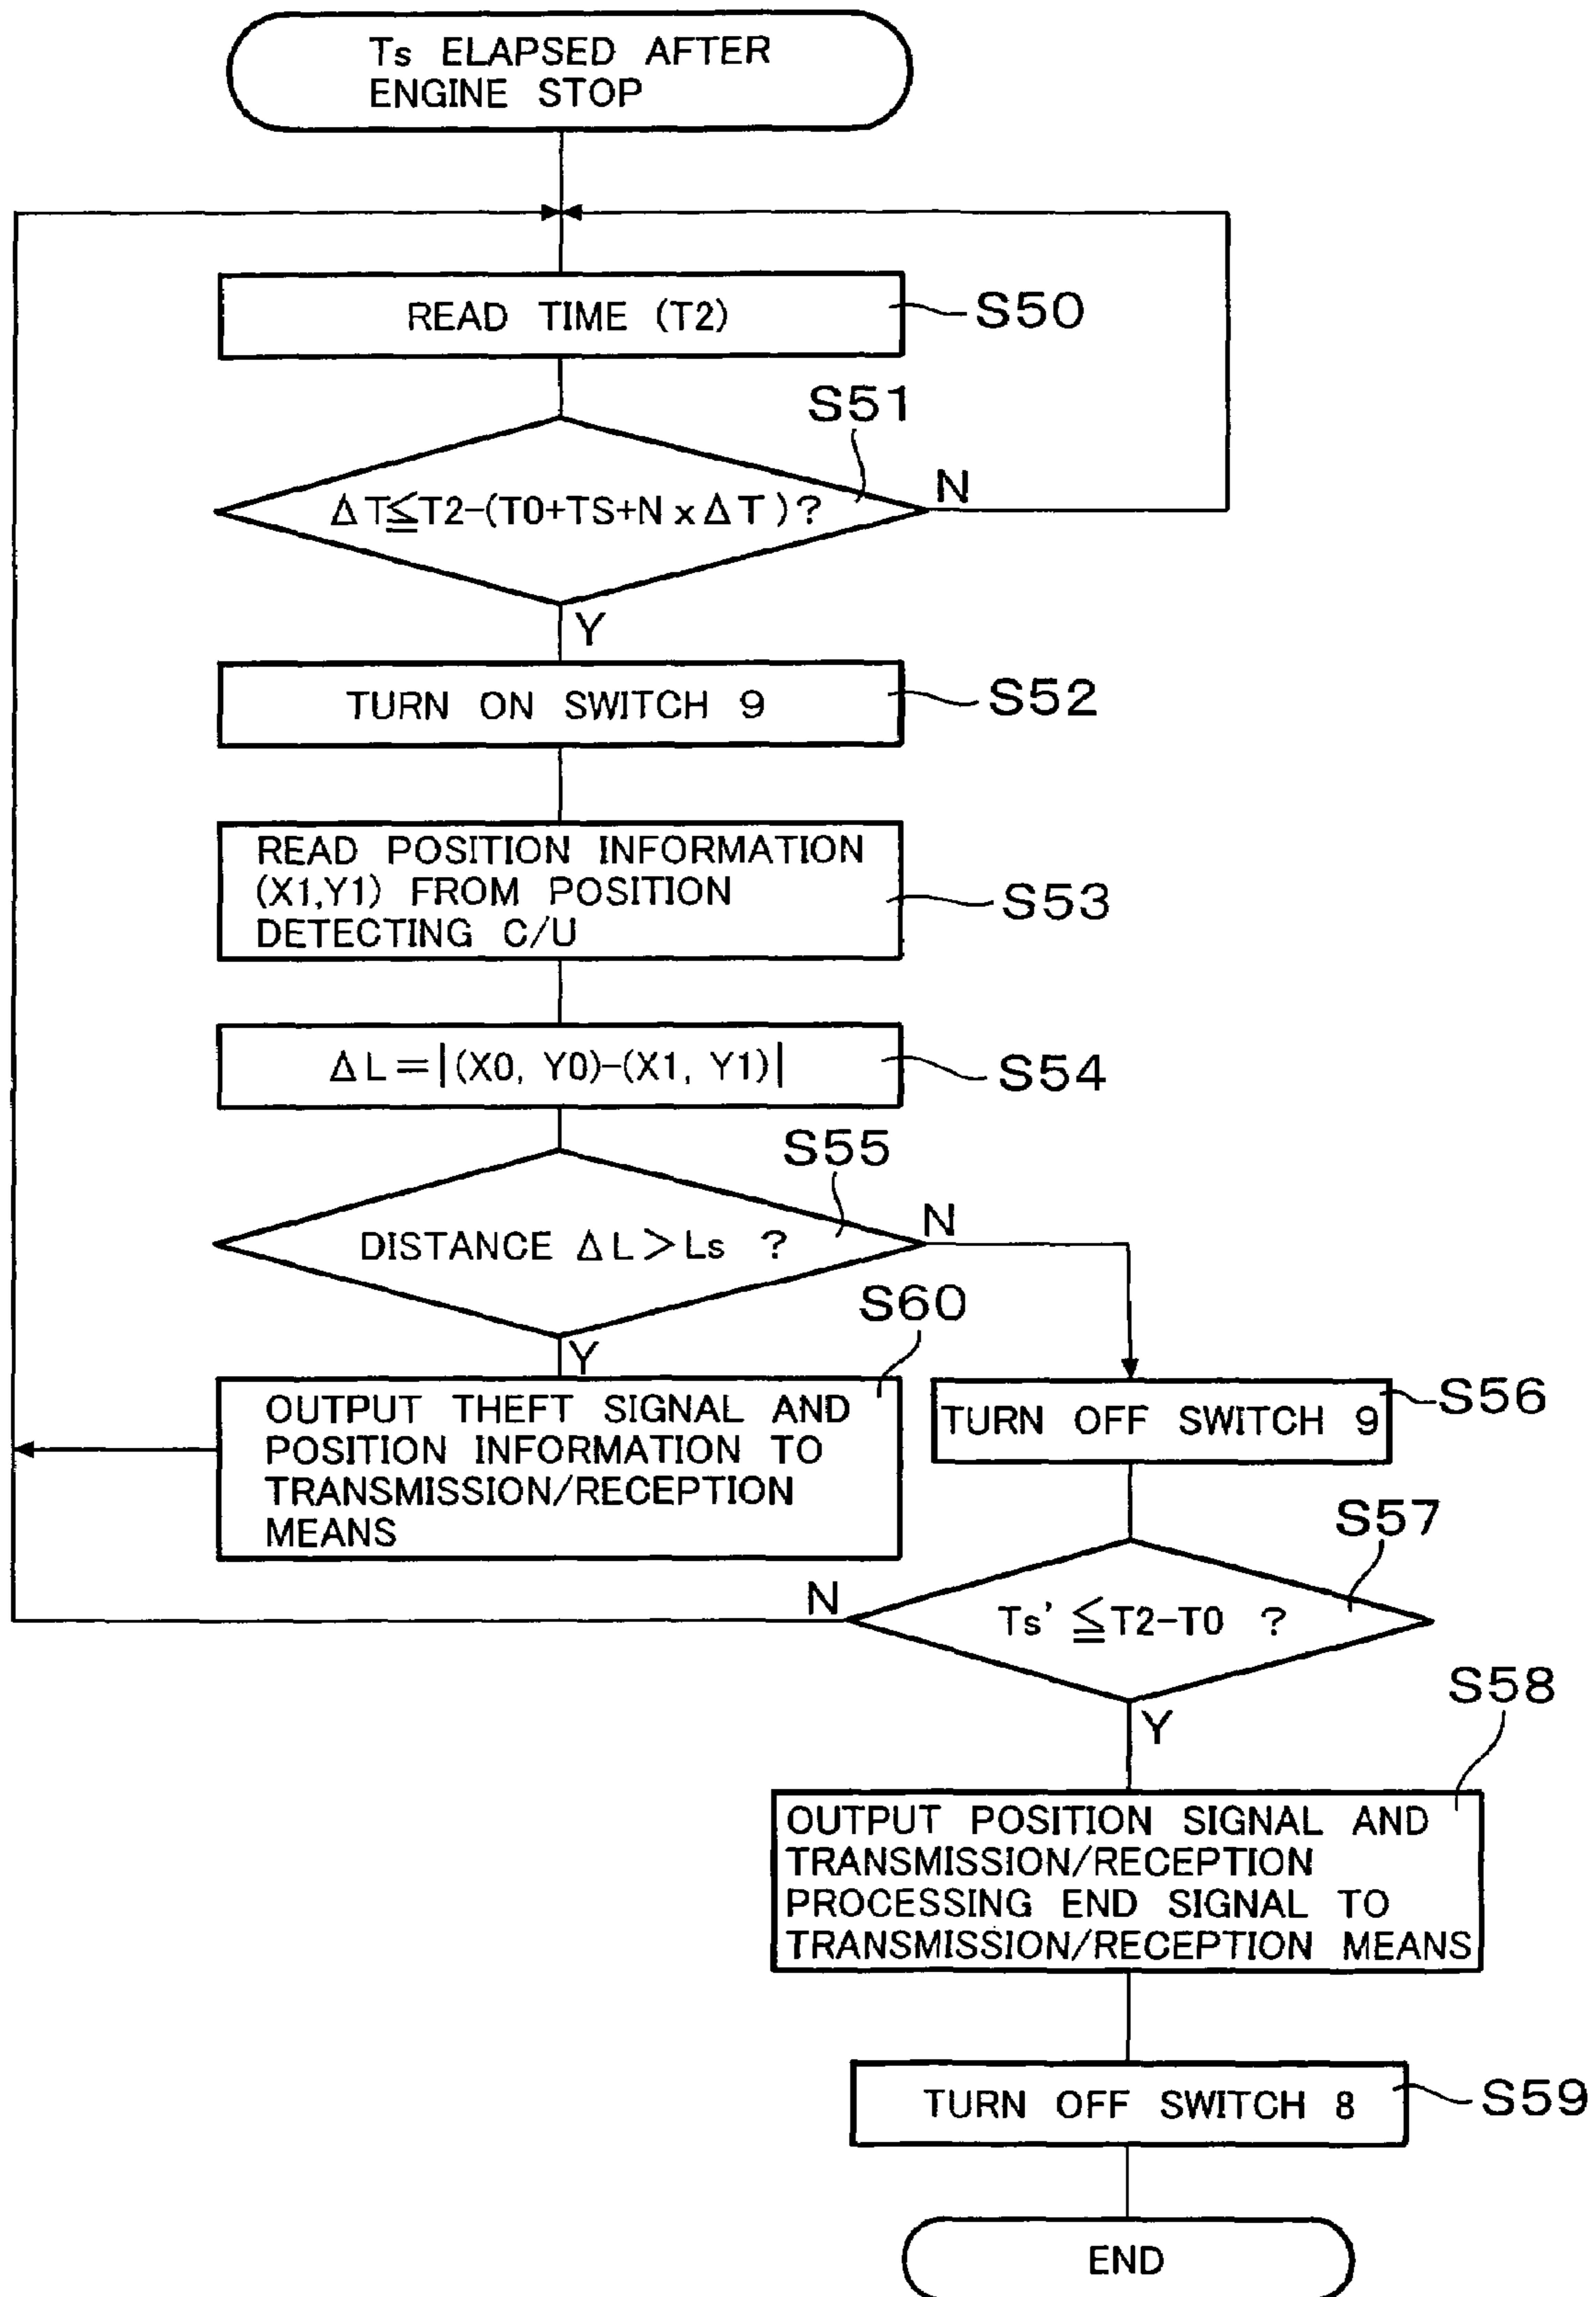 Ts ELAPSED AFTER
ENGINE STOP
READ TIME (T2)
S50
S51
ΔT≦T2-(T0+TS+N x ΔT)?
N
Y
TURN ON SWITCH 9
S52
READ POSITION INFORMATION
(X1,Y1) FROM POSITION
DETECTING C/U
S53
ΔL=|(X0, Y0)-(X1, Y1)|
S54
S55
DISTANCE ΔL>Ls ?
N
Y
S60
OUTPUT THEFT SIGNAL AND
POSITION INFORMATION TO
TRANSMISSION/RECEPTION
MEANS
TURN OFF SWITCH 9
S56
S57
Ts' ≦T2-T0 ?
N
Y
S58
OUTPUT POSITION SIGNAL AND
TRANSMISSION/RECEPTION
PROCESSING END SIGNAL TO
TRANSMISSION/RECEPTION MEANS
TURN OFF SWITCH 8
S59
END